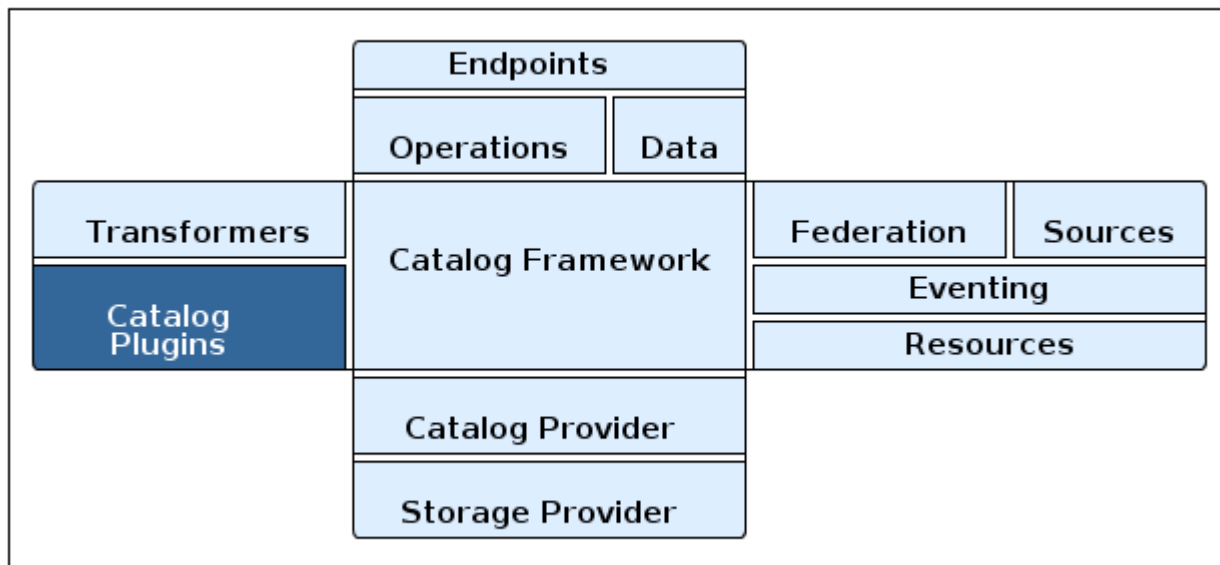 Endpoints
Operations
Data
Transformers
Catalog Framework
Federation
Sources
Catalog
Plugins
Eventing
Resources
Catalog Provider
Storage Provider